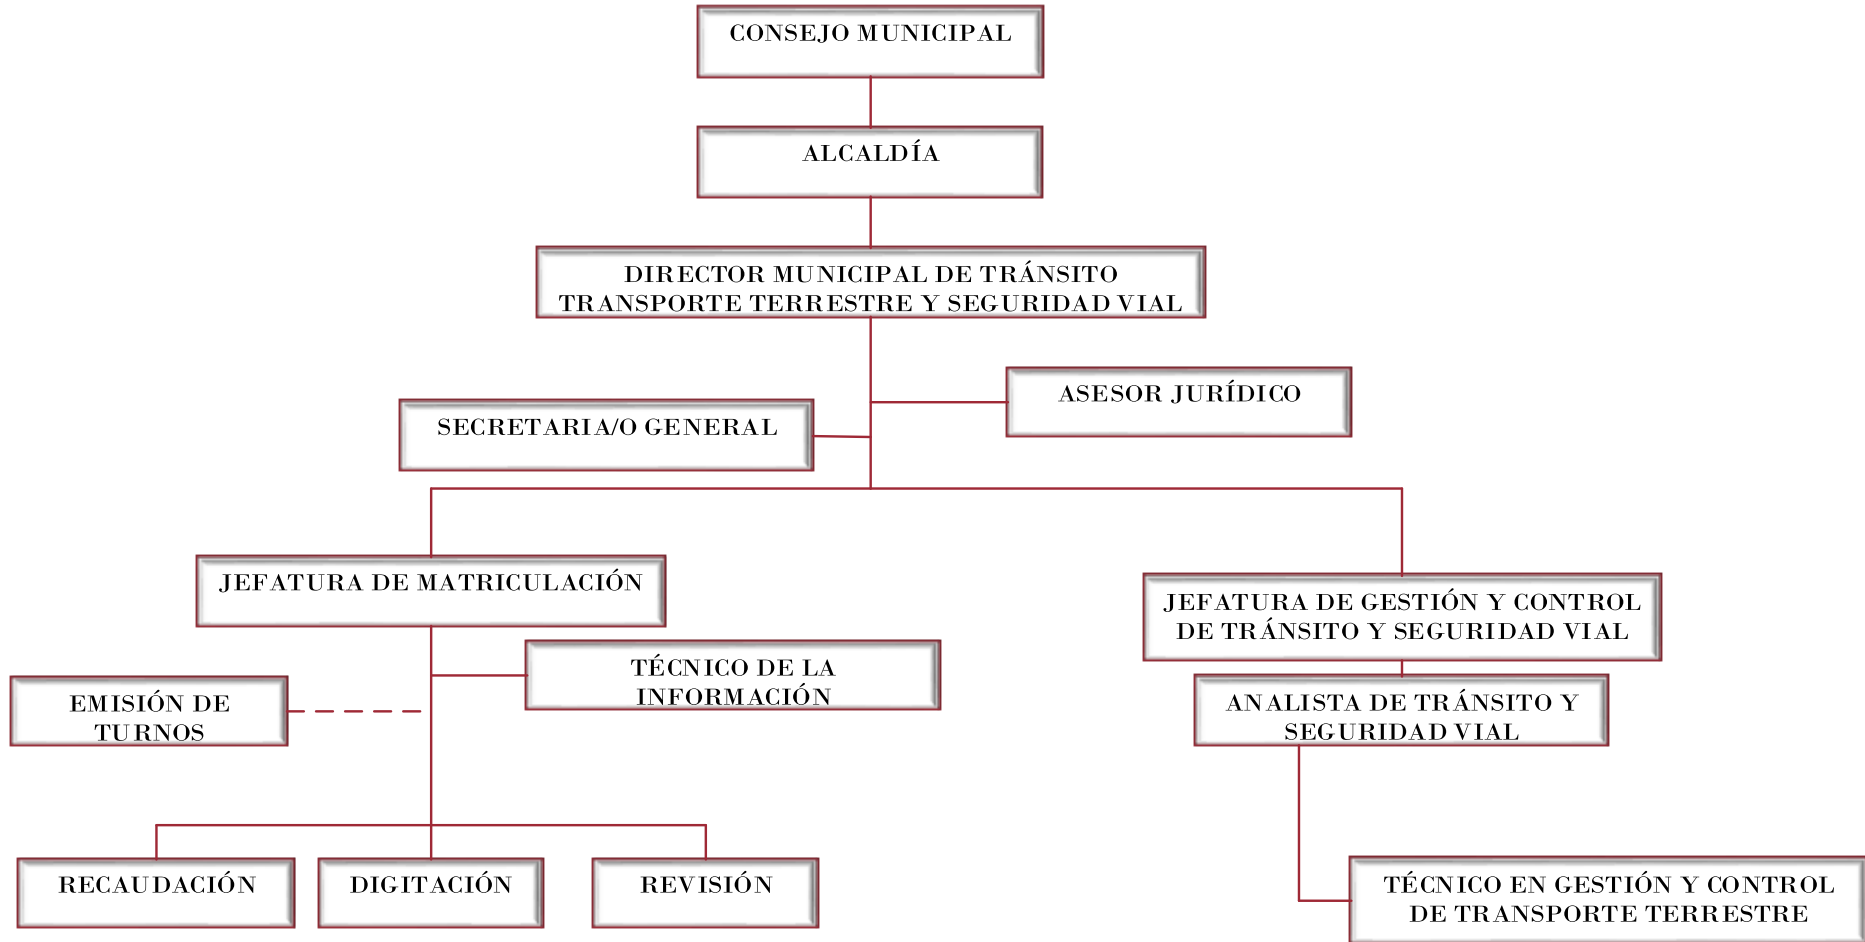 CONSEJO MUNICIPAL
ALCALDÍA
DIRECTOR MUNICIPAL DE TRÁNSITO
TRANSPORTE TERRESTRE Y SEGURIDAD VIAL
ASESOR JURÍDICO
SECRETARIA/O GENERAL
JEFATURA DE MATRICULACIÓN
JEFATURA DE GESTIÓN Y CONTROL
DE TRÁNSITO Y SEGURIDAD VIAL
TÉCNICO DE LA
INFORMACIÓN
EMISIÓN DE
TURNOS
ANALISTA DE TRÁNSITO Y
SEGURIDAD VIAL
RECAUDACIÓN
DIGITACIÓN
REVISIÓN
TÉCNICO EN GESTIÓN Y CONTROL
DE TRANSPORTE TERRESTRE